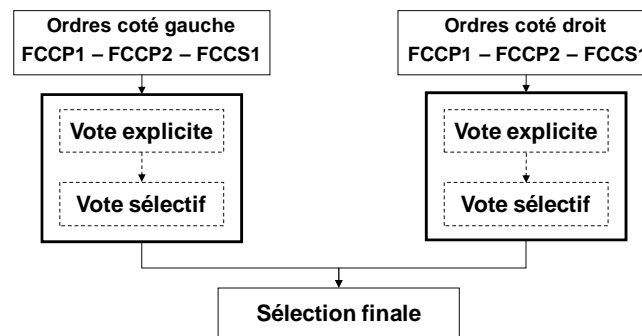 Ordres coté gauche
FCCP1 – FCCP2 – FCCS1
Vote explicite
Vote sélectif
Ordres coté droit
FCCP1 – FCCP2 – FCCS1
Vote explicite
Vote sélectif
Sélection finale